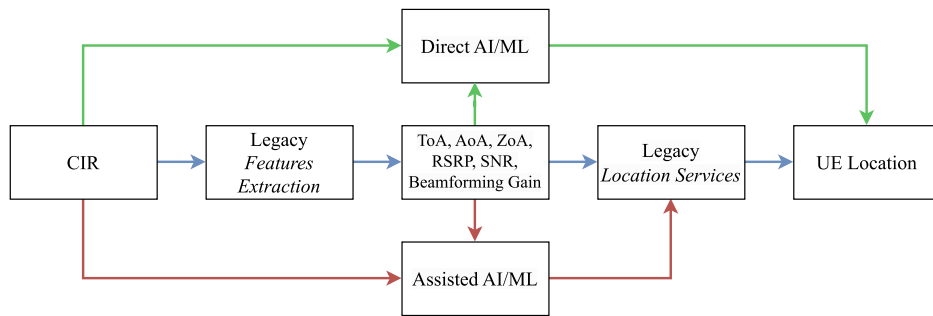 Direct AI/ML
CIR
Legacy
Features
Extraction
ToA, AoA, ZoA,
RSRP, SNR,
Beamforming Gain
Legacy
Location Services
UE Location
Assisted AI/ML